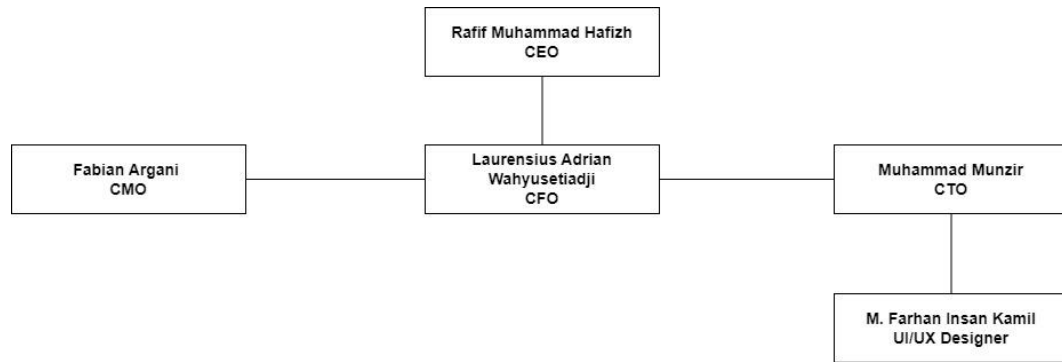 Rafif Muhammad Hafizh
CEO
Fabian Argani
CMO
Laurensius Adrian
Wahyusetiadji
CFO
Muhammad Munzir
CTO
M. Farhan Insan Kamil
UI/UX Designer